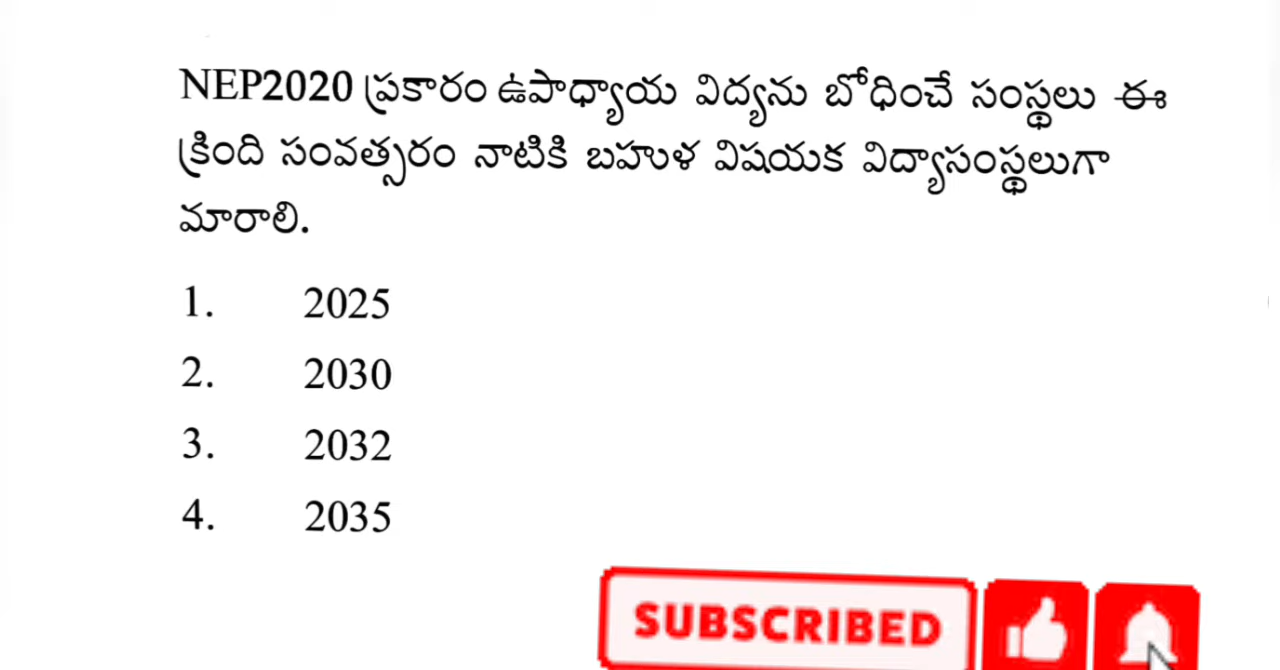 NEP2020 ప్రకారం ఉపాధ్యాయ విద్యను బోధించే సంస్థలు ఈ
క్రింది సంవత్సరం నాటికి బహుళ విషయక విద్యాసంస్థలుగా
మారాలి.
1. 2025
2. 2030
3. 2032
4. 2035
SUBSCRIBED